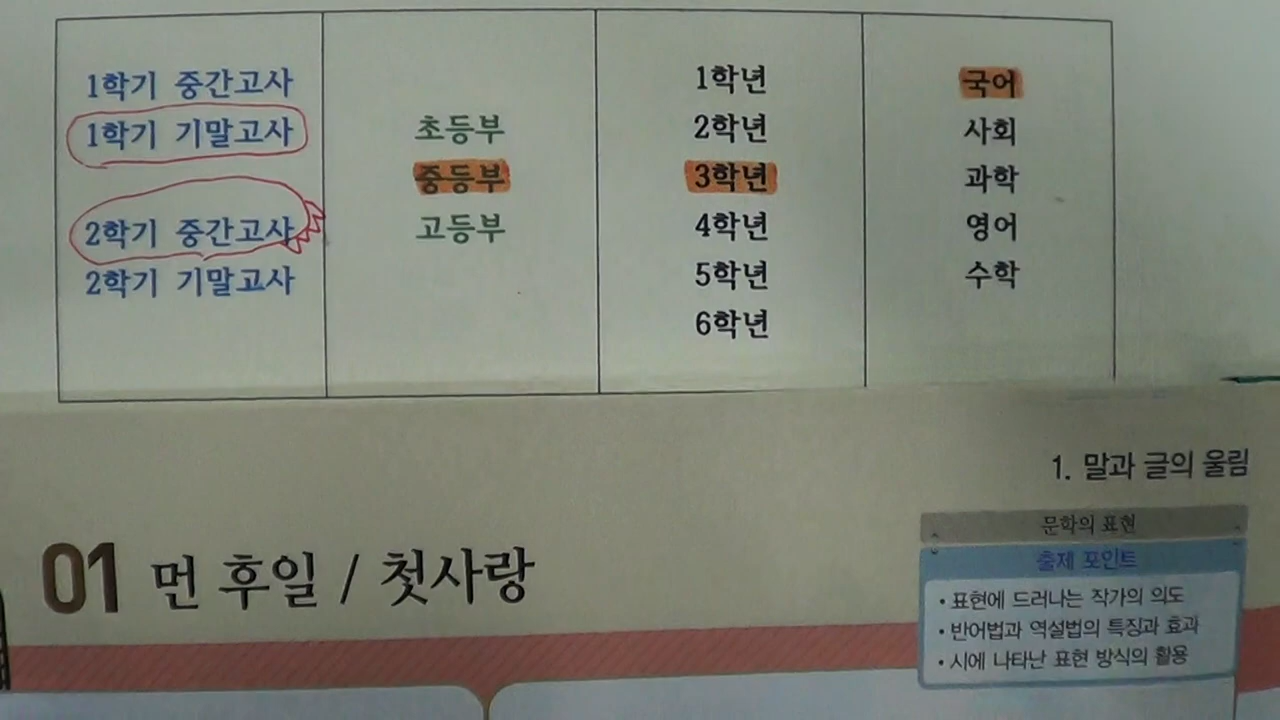 1학기 중간고사
1학기 기말고사
2학기 중간고사
2학기 기말고사
초등부
중등부
고등부
1학년
2학년
3학년
4학년
5학년
6학년
국어
사회
과학
영어
수학
1. 말과 글의 울림
01 먼 후일 / 첫사랑
문학의 표현
출제 포인트
• 표현에 드러나는 작가의 의도
• 반어법과 역설법의 특징과 효과
• 시에 나타난 표현 방식의 활용